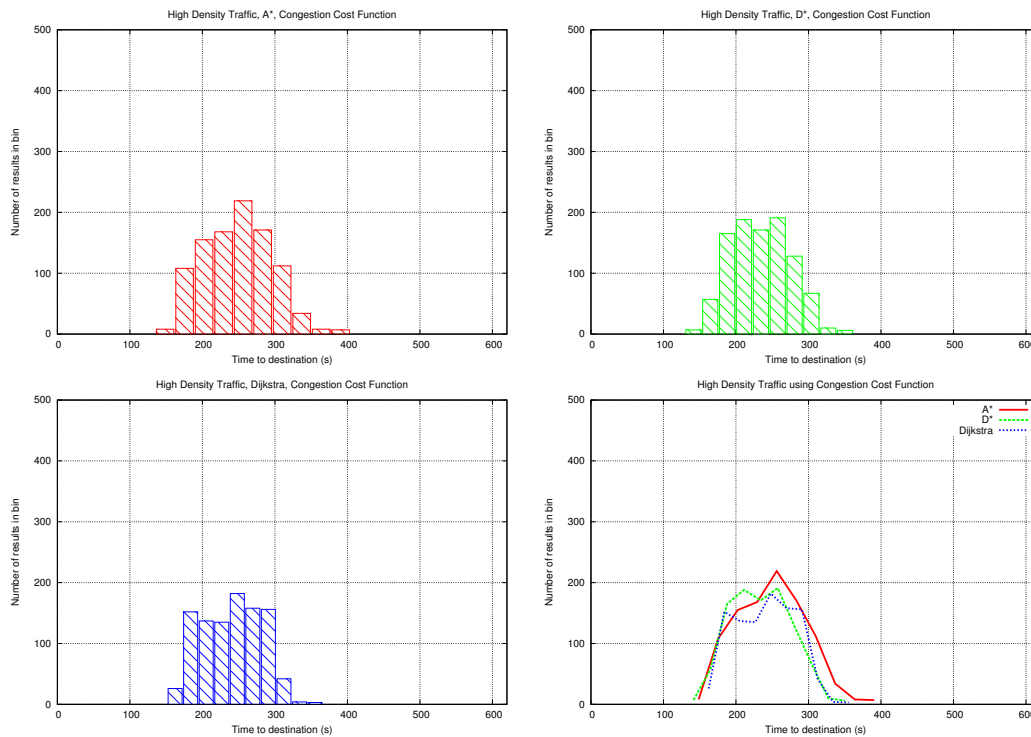 High Density Traffic, A*, Congestion Cost Function
500
400
300
200
100
0
0 100 200 300 400 500 600
Number of results in bin
Time to destination (s)
High Density Traffic, D*, Congestion Cost Function
500
400
300
200
100
0
0 100 200 300 400 500 600
Number of results in bin
Time to destination (s)
High Density Traffic, Dijkstra, Congestion Cost Function
500
400
300
200
100
0
0 100 200 300 400 500 600
Number of results in bin
Time to destination (s)
High Density Traffic using Congestion Cost Function
A*
D*
Dijkstra
500
400
300
200
100
0
0 100 200 300 400 500 600
Number of results in bin
Time to destination (s)